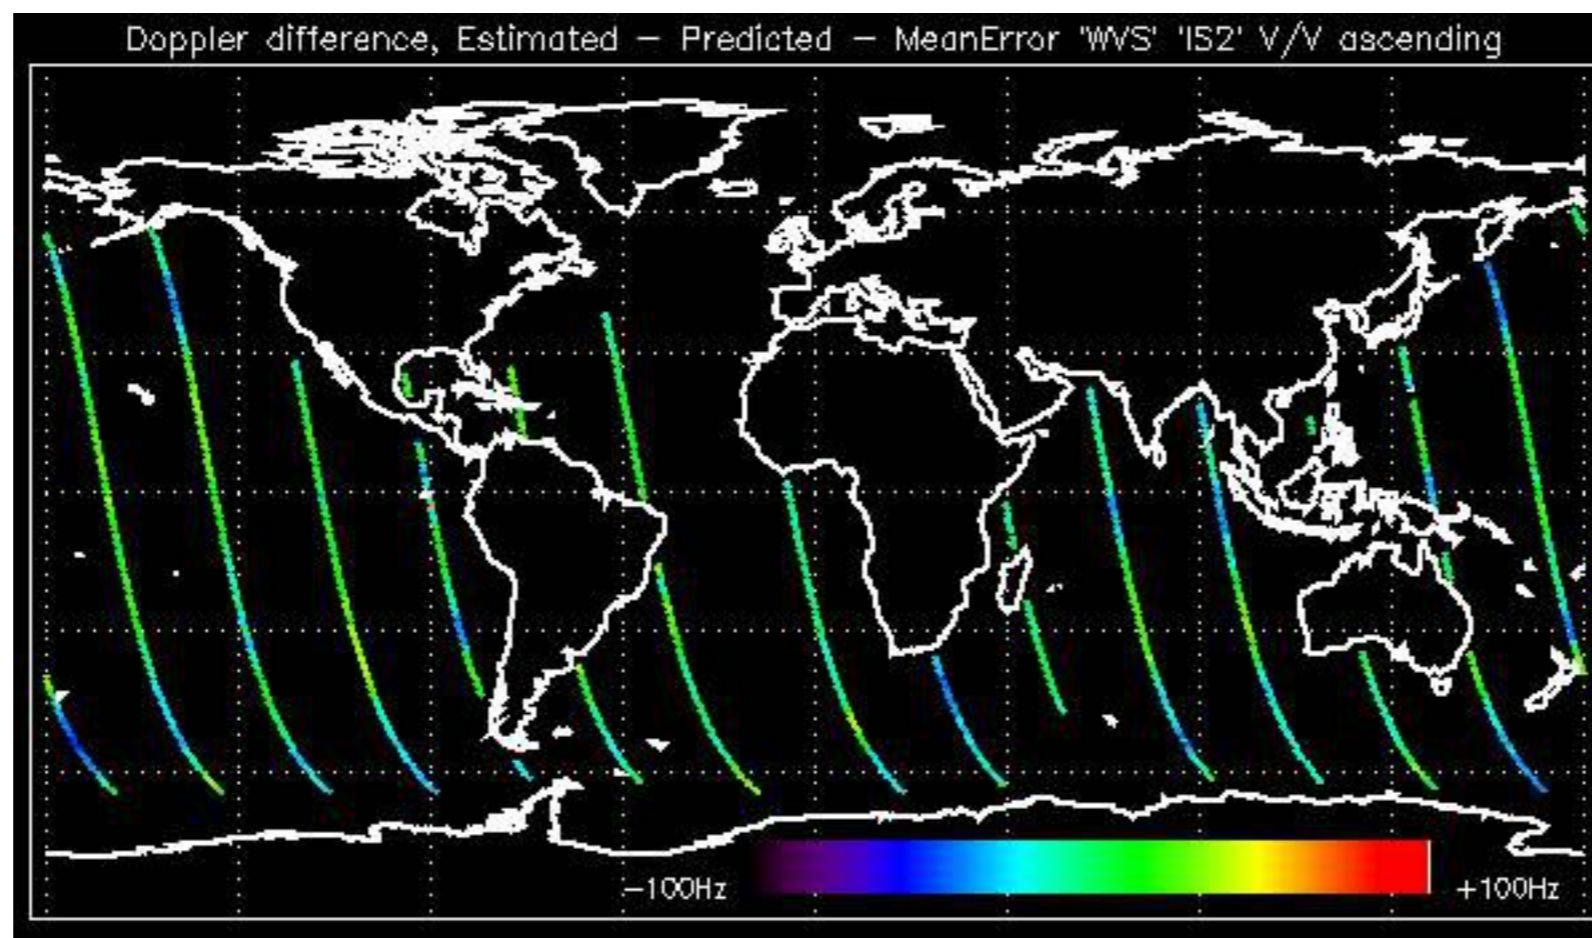 Doppler difference, Estimated – Predicted – MeanError 'WVS' 'IS2' V/V ascending
–100Hz
+100Hz